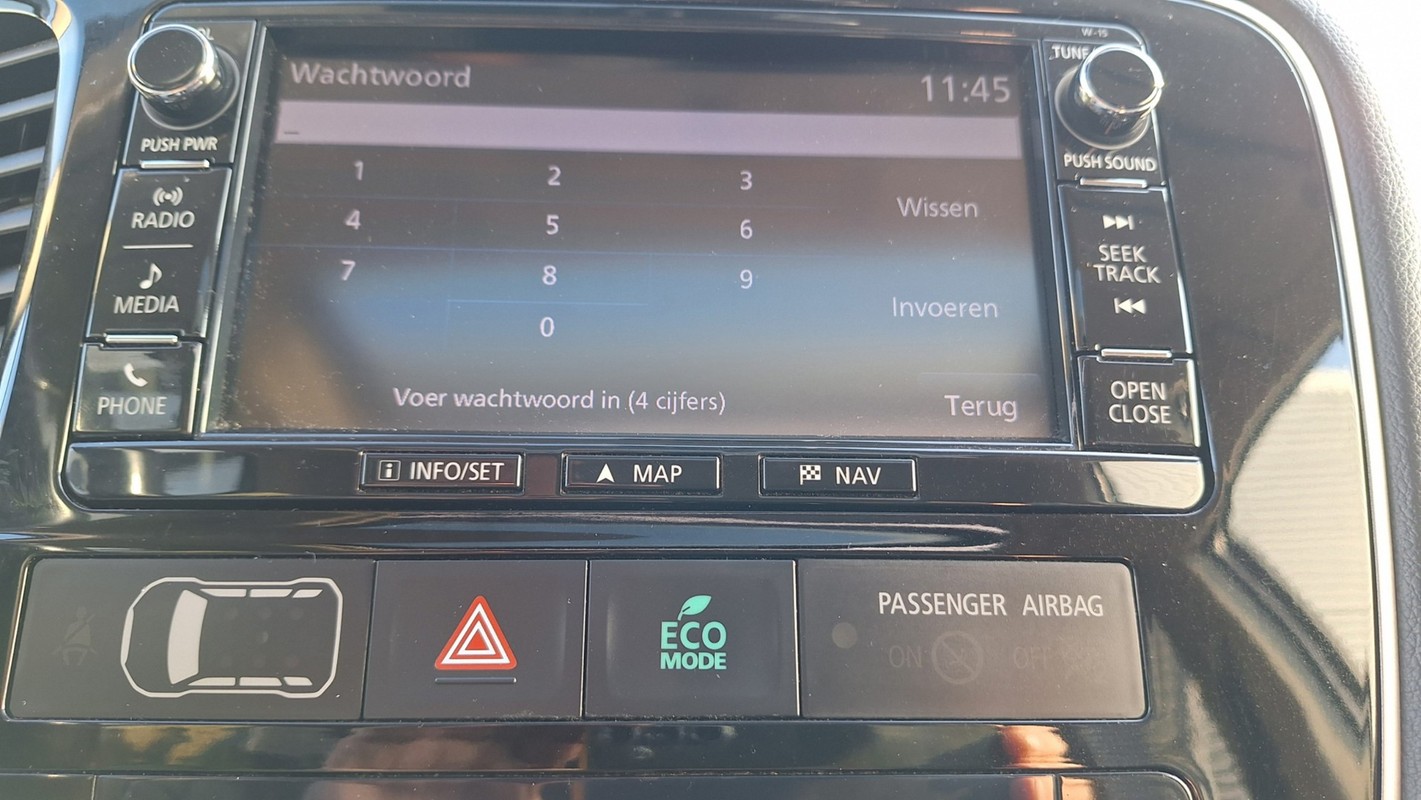 Wachtwoord
11:45
W-15
PUSH PWR
RADIO
MEDIA
PHONE
1 2 3
4 5 6
7 8 9
0
Wissen
Invoeren
Voer wachtwoord in (4 cijfers)
Terug
TUNE
PUSH SOUND
SEEK
TRACK
OPEN
CLOSE
INFO/SET
MAP
NAV
ECO
MODE
PASSENGER AIRBAG
ON OFF